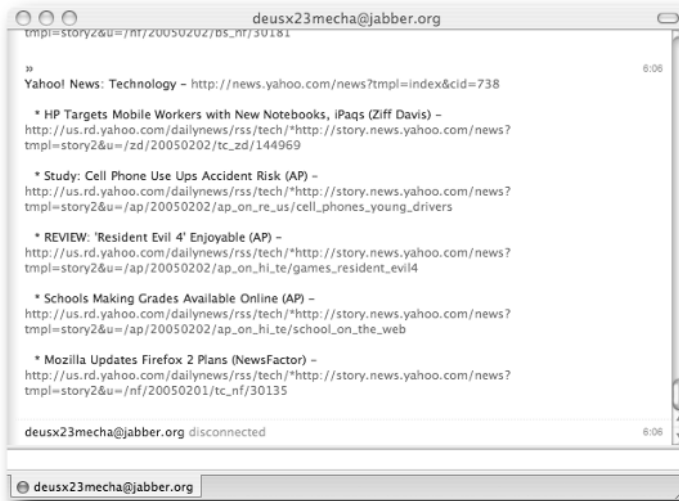 deusx23mecha@jabber.org
tmpl=story2&u=/nf/20050202/bs_nf/30181
»
6:06
Yahoo! News: Technology – http://news.yahoo.com/news?tmpl=index&cid=738
* HP Targets Mobile Workers with New Notebooks, iPaqs (Ziff Davis) –
http://us.rd.yahoo.com/dailynews/rss/tech/*http://story.news.yahoo.com/news?
tmpl=story2&u=/zd/20050202/tc_zd/144969
* Study: Cell Phone Use Ups Accident Risk (AP) –
http://us.rd.yahoo.com/dailynews/rss/tech/*http://story.news.yahoo.com/news?
tmpl=story2&u=/ap/20050202/ap_on_re_us/cell_phones_young_drivers
* REVIEW: 'Resident Evil 4' Enjoyable (AP) –
http://us.rd.yahoo.com/dailynews/rss/tech/*http://story.news.yahoo.com/news?
tmpl=story2&u=/ap/20050202/ap_on_hi_te/games_resident_evil4
* Schools Making Grades Available Online (AP) –
http://us.rd.yahoo.com/dailynews/rss/tech/*http://story.news.yahoo.com/news?
tmpl=story2&u=/ap/20050202/ap_on_hi_te/school_on_the_web
* Mozilla Updates Firefox 2 Plans (NewsFactor) –
http://us.rd.yahoo.com/dailynews/rss/tech/*http://story.news.yahoo.com/news?
tmpl=story2&u=/nf/20050201/tc_nf/30135
deusx23mecha@jabber.org disconnected 6:06
deusx23mecha@jabber.org